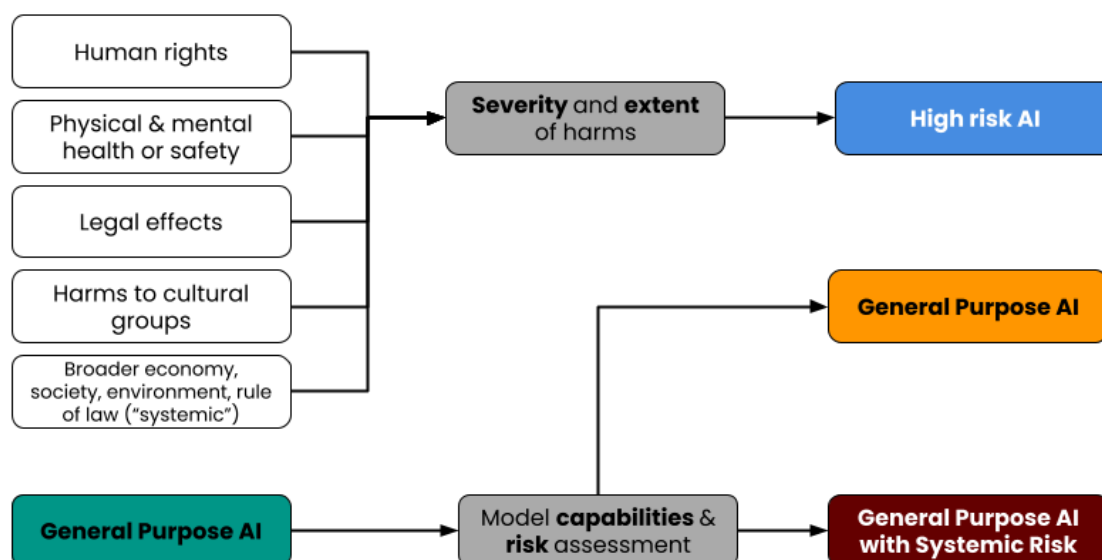 Human rights
Physical & mental
health or safety
Legal effects
Harms to cultural
groups
Broader economy,
society, environment, rule
of law (“systemic”)
Severity and extent
of harms
High risk AI
General Purpose AI
General Purpose AI
Model capabilities &
risk assessment
General Purpose AI
with Systemic Risk